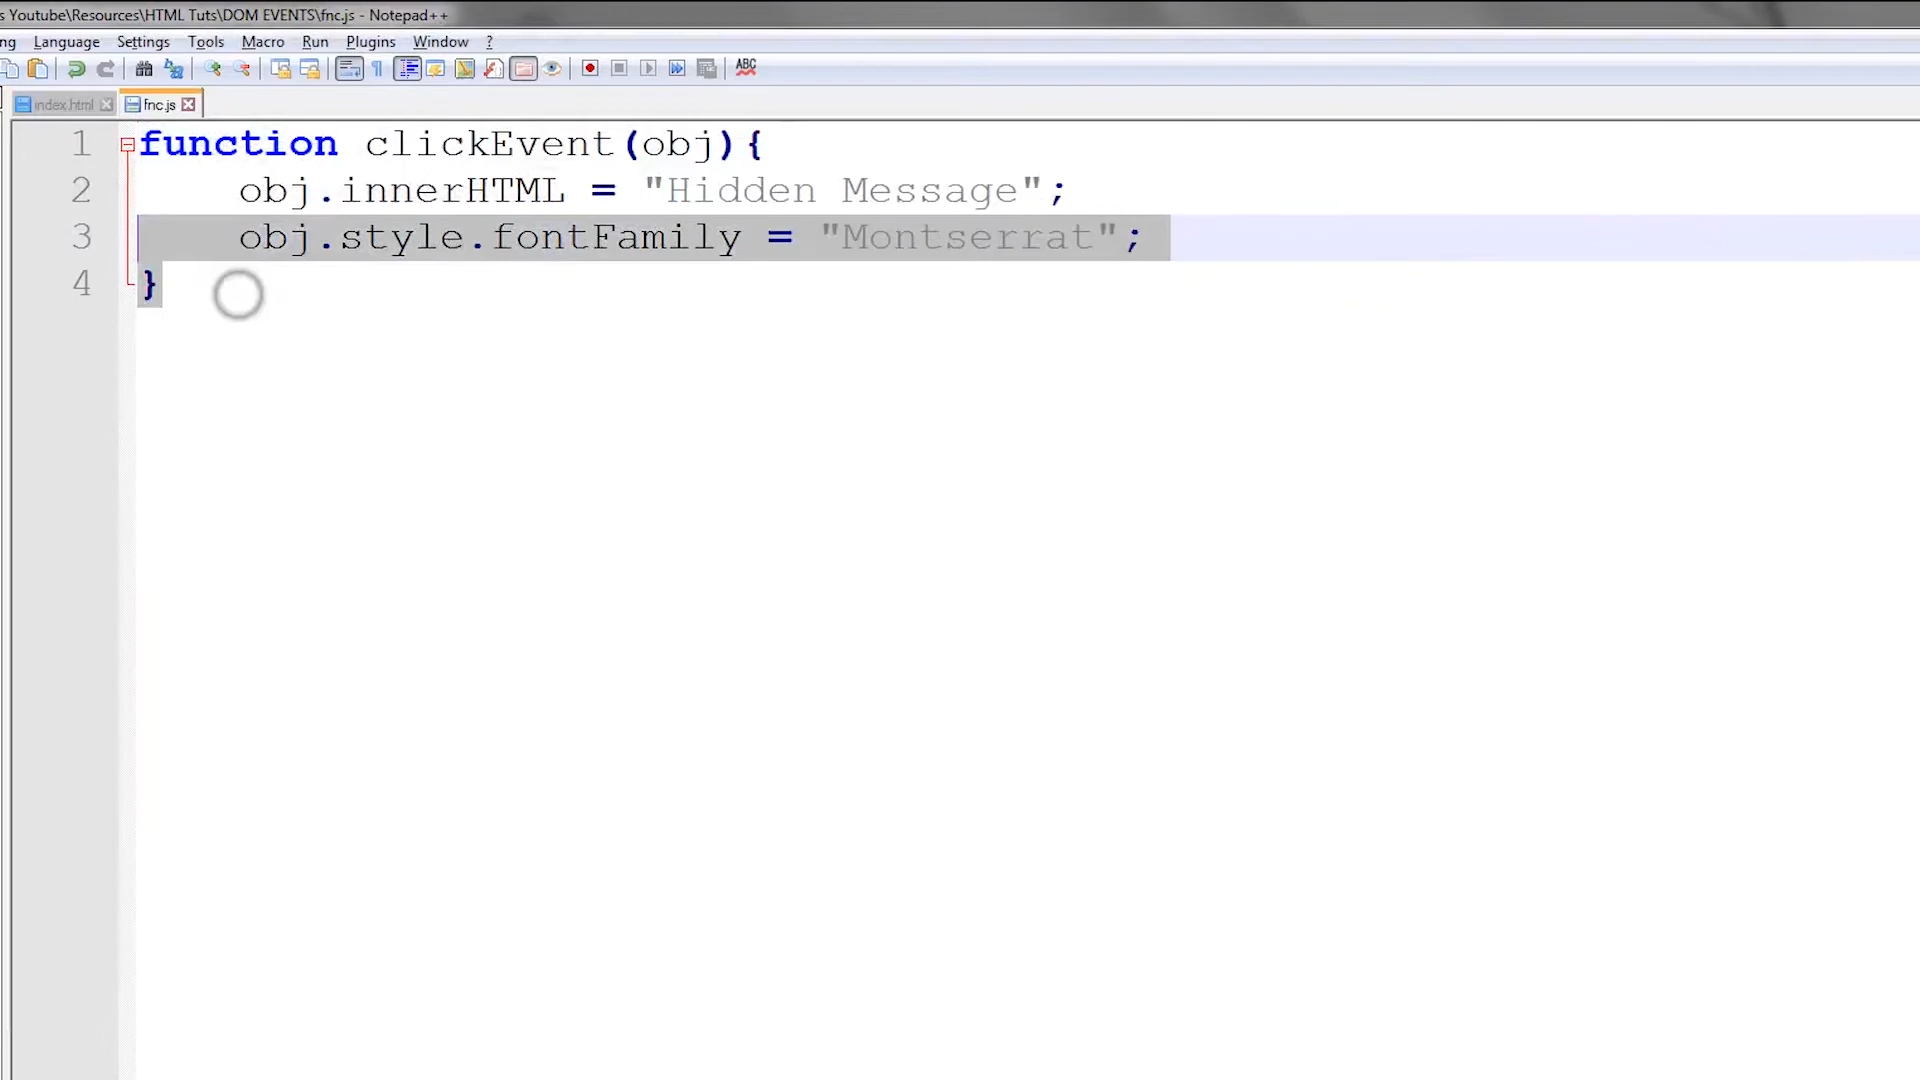 s Youtube\Resources\HTML Tuts\DOM EVENTS\fnc.js - Notepad++
ng Language Settings Tools Macro Run Plugins Window ?
ABC
index.html fnc.js
1 function clickEvent(obj){
2 obj.innerHTML = "Hidden Message";
3 obj.style.fontFamily = "Montserrat";
4 }